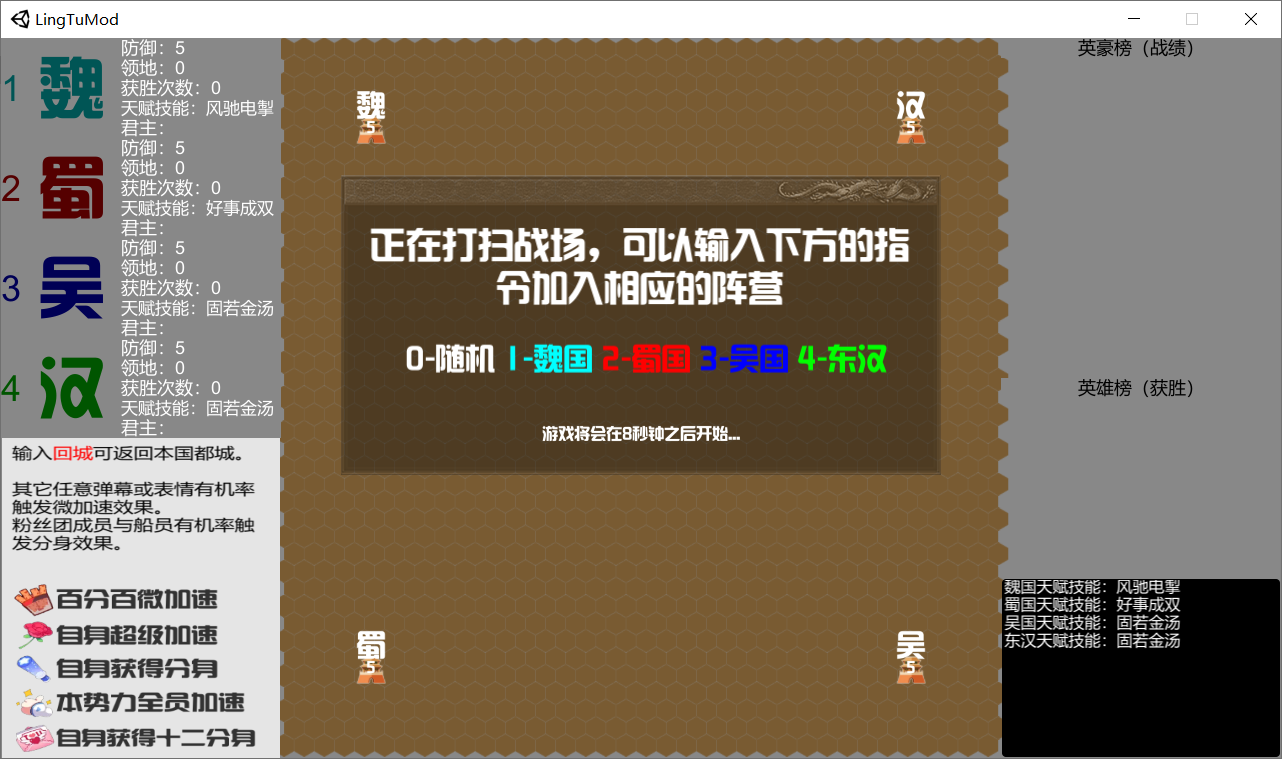 LingTuMod
1
魏
防御：5
领地：0
获胜次数：0
天赋技能：风驰电掣
君主：
2
蜀
防御：5
领地：0
获胜次数：0
天赋技能：好事成双
君主：
3
吴
防御：5
领地：0
获胜次数：0
天赋技能：固若金汤
君主：
4
汉
防御：5
领地：0
获胜次数：0
天赋技能：固若金汤
君主：
输入回城可返回本国都城。
其它任意弹幕或表情有机率
触发微加速效果。
粉丝团成员与船员有机率触
发分身效果。
百分百微加速
自身超级加速
自身获得分身
本势力全员加速
自身获得十二分身
魏
5
汉
5
正在打扫战场，可以输入下方的指
令加入相应的阵营
0-随机 1-魏国 2-蜀国 3-吴国 4-东汉
游戏将会在8秒钟之后开始...
蜀
5
吴
5
英豪榜（战绩）
英雄榜（获胜）
魏国天赋技能：风驰电掣
蜀国天赋技能：好事成双
吴国天赋技能：固若金汤
东汉天赋技能：固若金汤